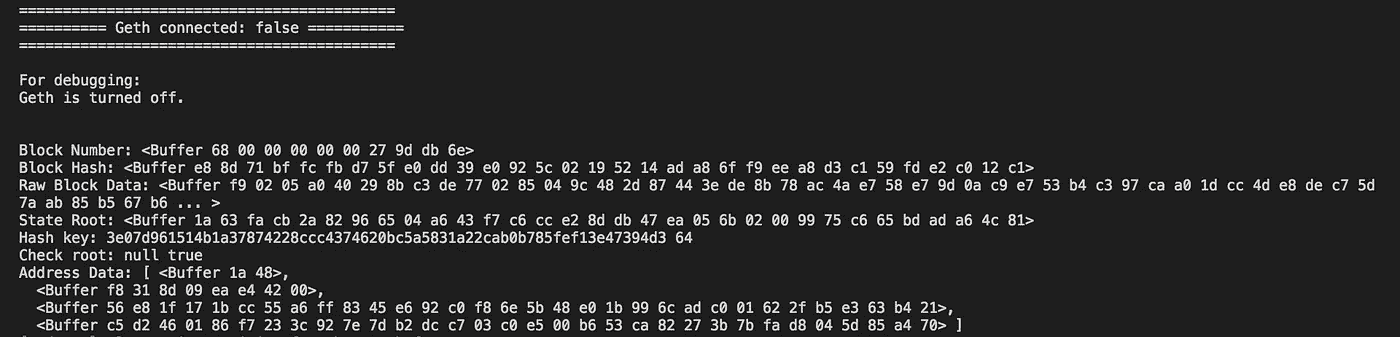 ===========================================
========== Geth connected: false ===========
===========================================
For debugging:
Geth is turned off.
Block Number: <Buffer 68 00 00 00 00 00 27 9d db 6e>
Block Hash: <Buffer e8 8d 71 bf fc fb d7 5f e0 dd 39 e0 92 5c 02 19 52 14 ad a8 6f f9 ee a8 d3 c1 59 fd e2 c0 12 c1>
Raw Block Data: <Buffer f9 02 05 a0 40 29 8b c3 de 77 02 85 04 9c 48 2d 87 44 3e de 8b 78 ac 4a e7 58 e7 9d 0a c9 e7 53 b4 c3 97 ca a0 1d cc 4d e8 de c7 5d
7a ab 85 b5 67 b6 ... >
State Root: <Buffer 1a 63 fa cb 2a 82 96 65 04 a6 43 f7 c6 cc e2 8d db 47 ea 05 6b 02 00 99 75 c6 65 bd ad a6 4c 81>
Hash key: 3e07d961514b1a37874228ccc4374620bc5a5831a22cab0b785fef13e47394d3 64
Check root: null true
Address Data: [ <Buffer 1a 48>,
<Buffer f8 31 8d 09 ea e4 42 00>,
<Buffer 56 e8 1f 17 1b cc 55 a6 ff 83 45 e6 92 c0 f8 6e 5b 48 e0 1b 99 6c ad c0 01 62 2f b5 e3 63 b4 21>,
<Buffer c5 d2 46 01 86 f7 23 3c 92 7e 7d b2 dc c7 03 c0 e5 00 b6 53 ca 82 27 3b 7b fa d8 04 5d 85 a4 70> ]